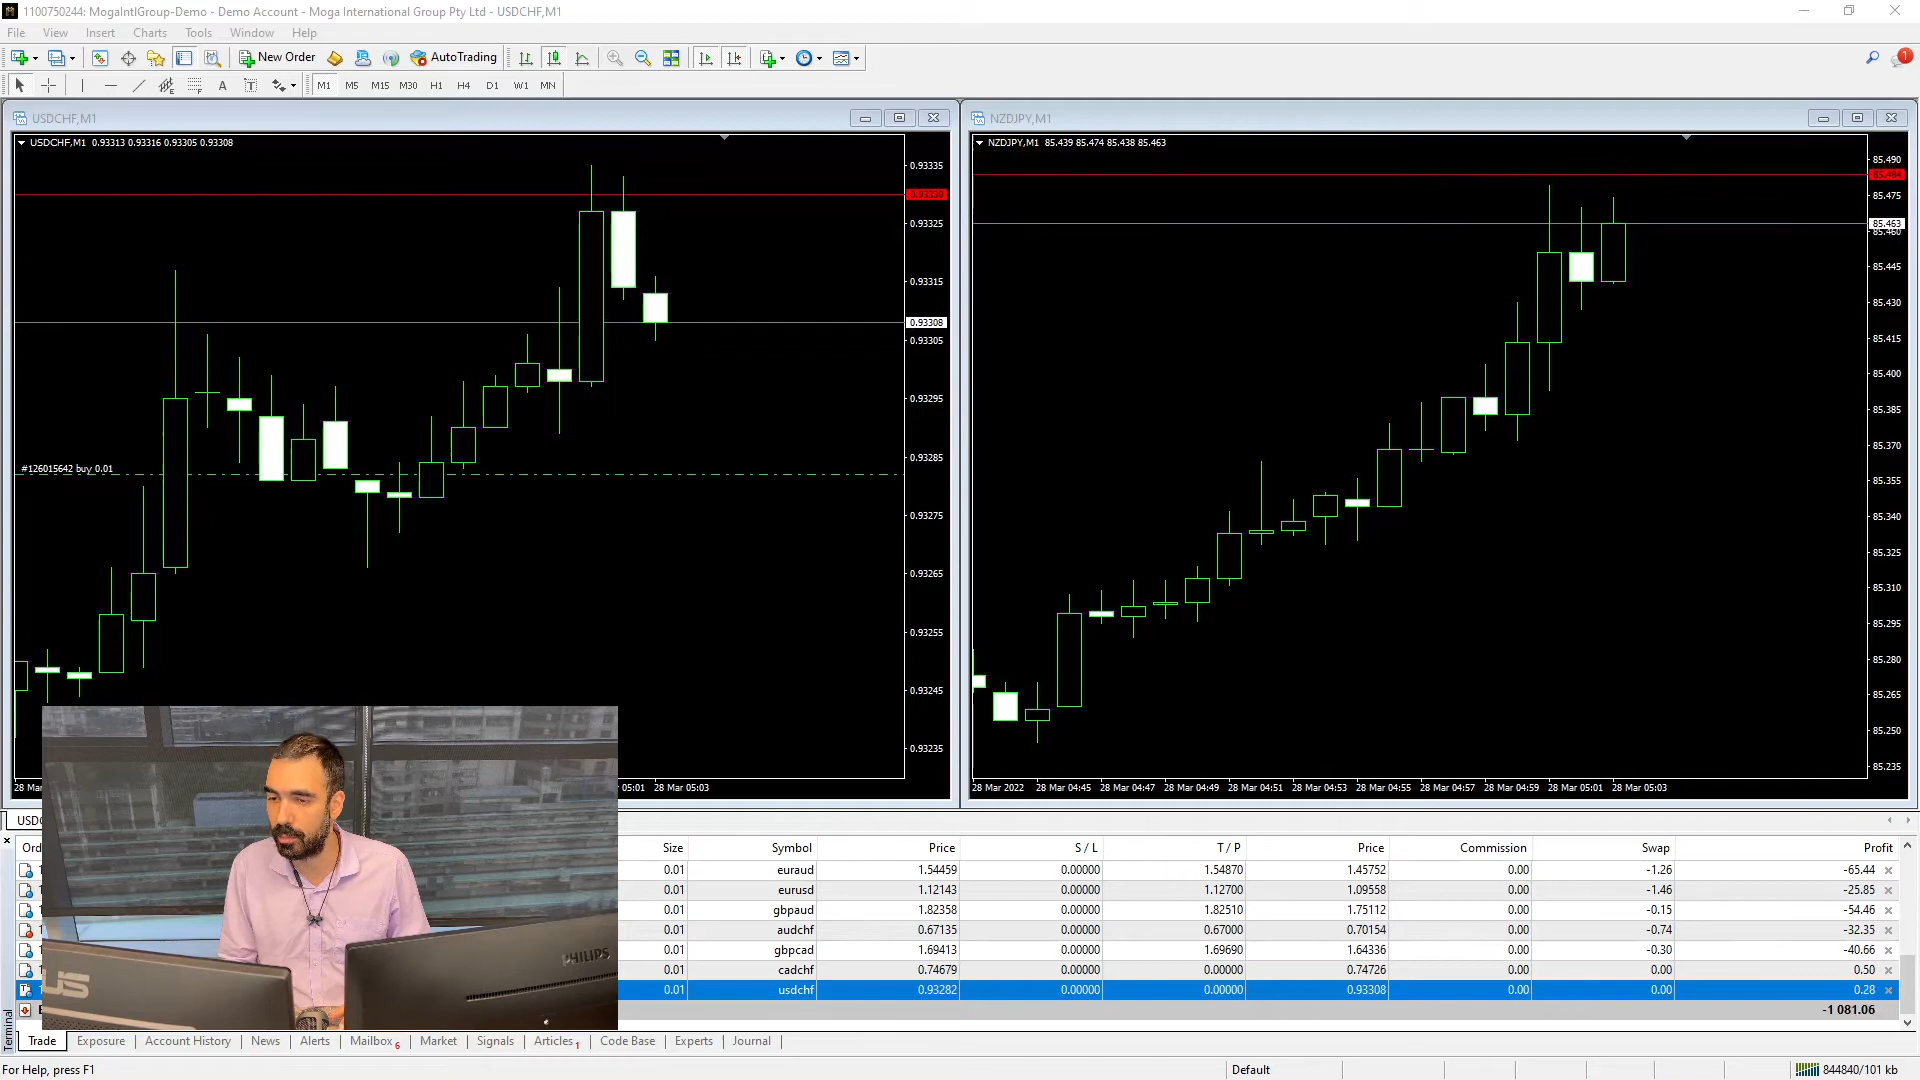 1100750244: MogaIntlGroup-Demo - Demo Account - Moga International Group Pty Ltd - USDCHF,M1
File View Insert Charts Tools Window Help
New Order AutoTrading 1
A T M1 M5 M15 M30 H1 H4 D1 W1 MN
USDCHF,M1
USDCHF,M1 0.93313 0.93316 0.93305 0.93308
0.93335
0.93325
0.93315
0.93308
0.93305
0.93295
#126015642 buy 0.01
0.93285
0.93275
0.93265
0.93255
0.93245
0.93235
28 Mar 05:03
NZDJPY,M1
NZDJPY,M1 85.439 85.474 85.438 85.463
85.490
85.475
85.463
85.460
85.445
85.430
85.415
85.400
85.385
85.370
85.355
85.340
85.325
85.310
85.295
85.280
85.265
85.250
85.235
28 Mar 2022 28 Mar 04:45 28 Mar 04:47 28 Mar 04:49 28 Mar 04:51 28 Mar 04:53 28 Mar 04:55 28 Mar 04:57 28 Mar 04:59 28 Mar 05:01 28 Mar 05:03
Size Symbol Price S / L T / P Price Commission Swap Profit
0.01 euraud 1.54459 0.00000 1.54870 1.45752 0.00 -1.26 -65.44
0.01 eurusd 1.12143 0.00000 1.12700 1.09558 0.00 -1.46 -25.85
0.01 gbpaud 1.82358 0.00000 1.82510 1.75112 0.00 -0.15 -54.46
0.01 audchf 0.67135 0.00000 0.67000 0.70154 0.00 -0.74 -32.35
0.01 gbpcad 1.69413 0.00000 1.69690 1.64336 0.00 -0.30 -40.66
0.01 cadchf 0.74679 0.00000 0.00000 0.74726 0.00 0.00 0.50
0.01 usdchf 0.93282 0.00000 0.00000 0.93308 0.00 0.00 0.28
-1 081.06
PHILIPS
Terminal
Trade Exposure Account History News Alerts Mailbox 6 Market Signals Articles 1 Code Base Experts Journal
For Help, press F1
Default
844840/101 kb